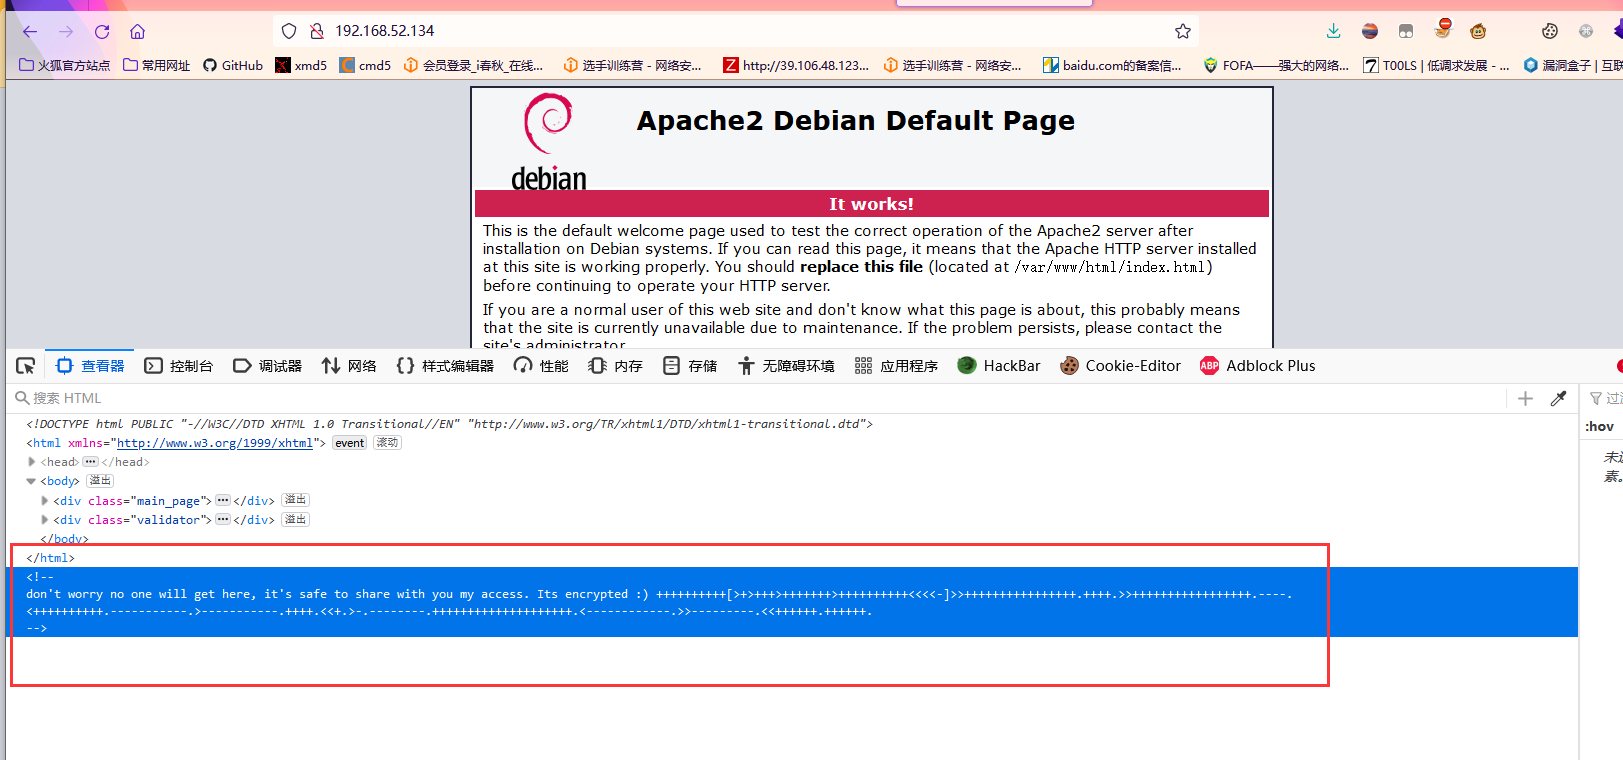 192.168.52.134
火狐官方站点 常用网址 GitHub xmd5 cmd5 会员登录_i春秋_在线... 选手训练营 - 网络安... http://39.106.48.123... 选手训练营 - 网络安... baidu.com的备案信... FOFA——强大的网络... T00LS | 低调求发展 - ... 漏洞盒子 | 互联
debian
Apache2 Debian Default Page
It works!
This is the default welcome page used to test the correct operation of the Apache2 server after
installation on Debian systems. If you can read this page, it means that the Apache HTTP server installed
at this site is working properly. You should replace this file (located at /var/www/html/index.html)
before continuing to operate your HTTP server.
If you are a normal user of this web site and don't know what this page is about, this probably means
that the site is currently unavailable due to maintenance. If the problem persists, please contact the
site's administrator.
查看器 控制台 调试器 网络 {} 样式编辑器 性能 内存 存储 无障碍环境 应用程序 HackBar Cookie-Editor ABP Adblock Plus
搜索 HTML
:hov
<!DOCTYPE html PUBLIC "-//W3C//DTD XHTML 1.0 Transitional//EN" "http://www.w3.org/TR/xhtml1/DTD/xhtml1-transitional.dtd">
<html xmlns="http://www.w3.org/1999/xhtml"> event 滚动
<head>...</head>
<body> 溢出
<div class="main_page">...</div> 溢出
<div class="validator">...</div> 溢出
</body>
</html>
<!--
don't worry no one will get here, it's safe to share with you my access. Its encrypted :) ++++++++++[>+>+++>+++++++>++++++++++<<<<-]>>++++++++++++++++.++++.>>+++++++++++++++++.----.
<++++++++++.-----------.>-----------.++++.<<+.>-.--------.++++++++++++++++++++.<------------.>>---------.<<++++++.++++++.
-->